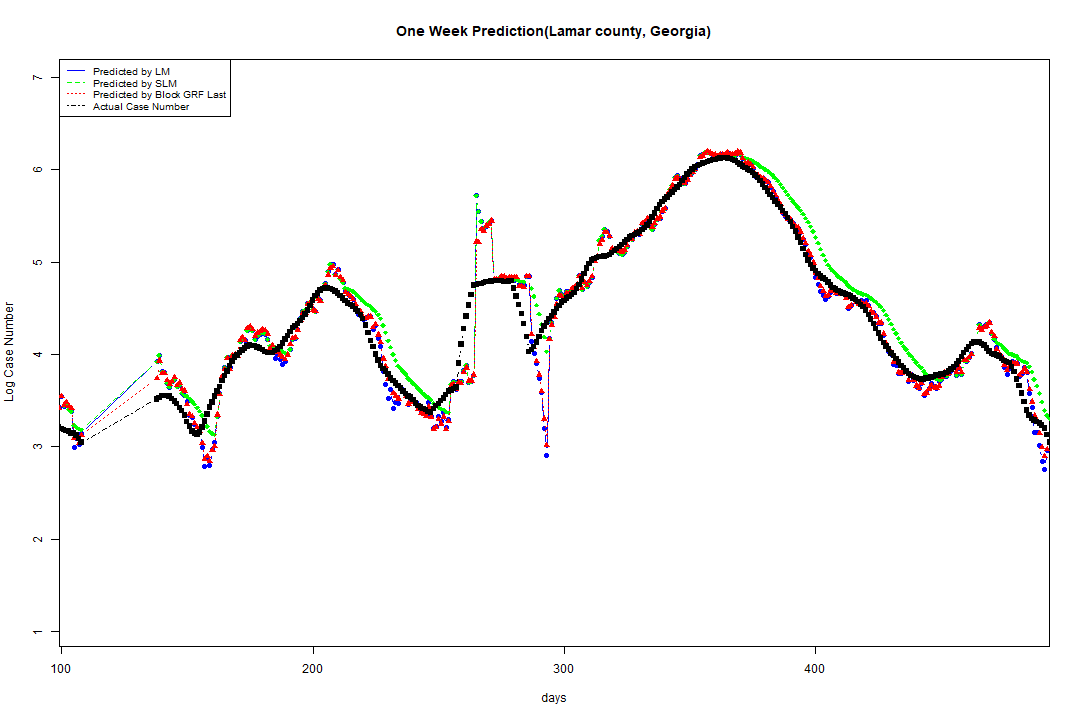 One Week Prediction(Lamar county, Georgia)
Predicted by LM
Predicted by SLM
Predicted by Block GRF Last
Actual Case Number
7
6
5
4
3
2
1
Log Case Number
100 200 300 400
days